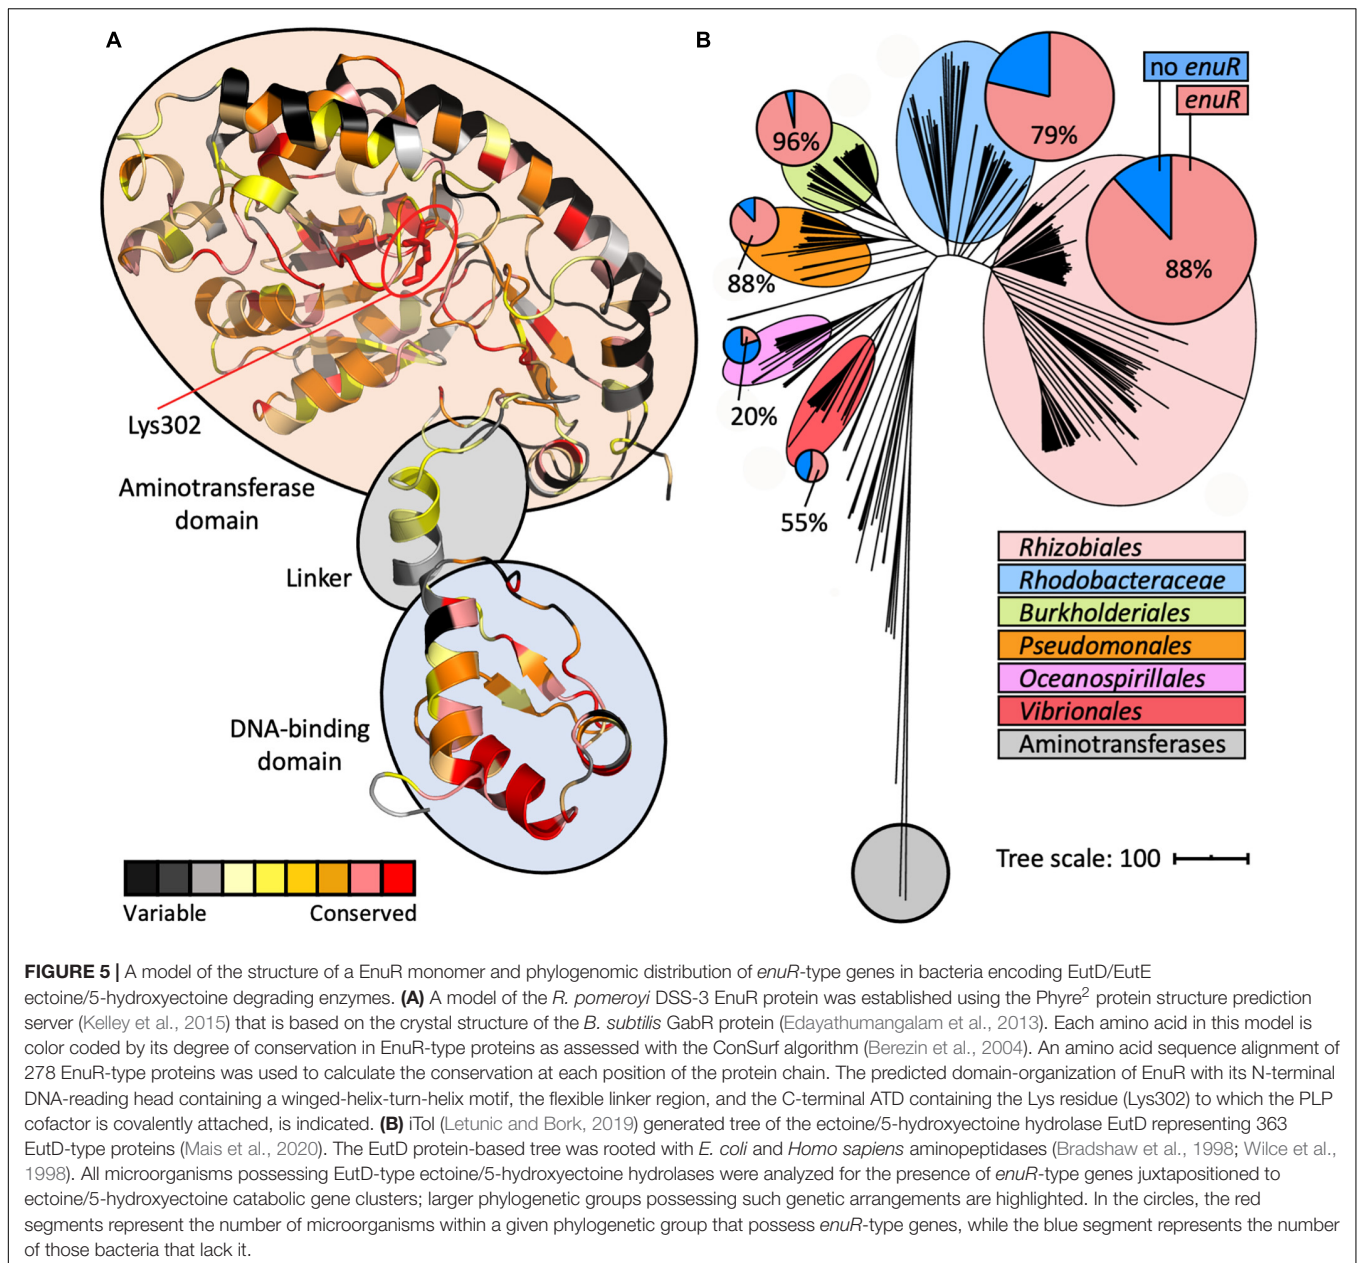 A
B
no enuR
enuR
96%
79%
88%
88%
20%
55%
Lys302
Aminotransferase
domain
Linker
DNA-binding
domain
Variable
Conserved
Rhizobiales
Rhodobacteraceae
Burkholderiales
Pseudomonales
Oceanospirillales
Vibrionales
Aminotransferases
Tree scale: 100
FIGURE 5 | A model of the structure of a EnuR monomer and phylogenomic distribution of enuR-type genes in bacteria encoding EutD/EutE
ectoine/5-hydroxyectoine degrading enzymes. (A) A model of the R. pomeroyi DSS-3 EnuR protein was established using the Phyre² protein structure prediction
server (Kelley et al., 2015) that is based on the crystal structure of the B. subtilis GabR protein (Edayathumangalam et al., 2013). Each amino acid in this model is
color coded by its degree of conservation in EnuR-type proteins as assessed with the ConSurf algorithm (Berezin et al., 2004). An amino acid sequence alignment of
278 EnuR-type proteins was used to calculate the conservation at each position of the protein chain. The predicted domain-organization of EnuR with its N-terminal
DNA-reading head containing a winged-helix-turn-helix motif, the flexible linker region, and the C-terminal ATD containing the Lys residue (Lys302) to which the PLP
cofactor is covalently attached, is indicated. (B) iTol (Letunic and Bork, 2019) generated tree of the ectoine/5-hydroxyectoine hydrolase EutD representing 363
EutD-type proteins (Mais et al., 2020). The EutD protein-based tree was rooted with E. coli and Homo sapiens aminopeptidases (Bradshaw et al., 1998; Wilce et al.,
1998). All microorganisms possessing EutD-type ectoine/5-hydroxyectoine hydrolases were analyzed for the presence of enuR-type genes juxtapositioned to
ectoine/5-hydroxyectoine catabolic gene clusters; larger phylogenetic groups possessing such genetic arrangements are highlighted. In the circles, the red
segments represent the number of microorganisms within a given phylogenetic group that possess enuR-type genes, while the blue segment represents the number
of those bacteria that lack it.